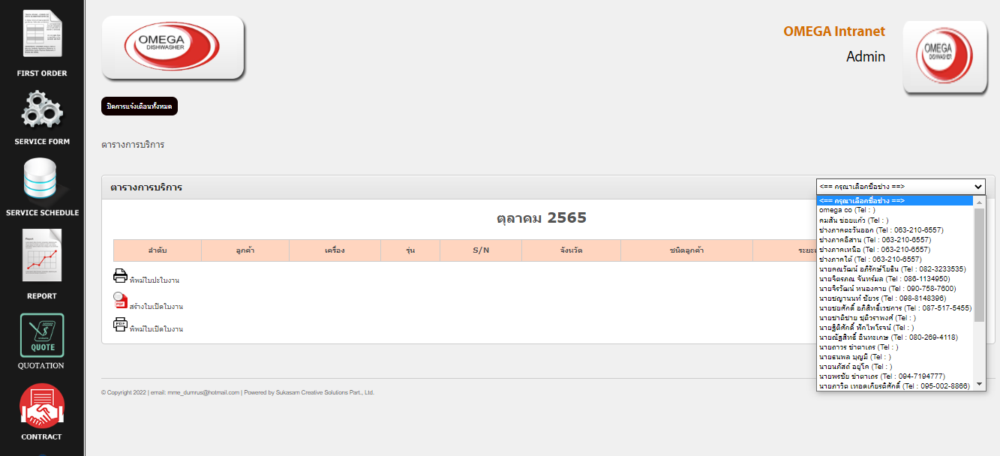 FIRST ORDER
SERVICE FORM
SERVICE SCHEDULE
REPORT
QUOTE
QUOTATION
CONTRACT
OMEGA
DISHWASHER
OMEGA Intranet
Admin
OMEGA
DISHWASHER
ปิดการแจ้งเตือนทั้งหมด
ตารางการบริการ
ตารางการบริการ
<== กรุณาเลือกชื่อช่าง ==>
<== กรุณาเลือกชื่อช่าง ==>
omega co (Tel : )
คมสัน ช่อยแก้ว (Tel : )
ช่างภาคตะวันออก (Tel : 063-210-6557)
ช่างภาคอีสาน (Tel : 063-210-6557)
ช่างภาคเหนือ (Tel : 063-210-6557)
ช่างภาคใต้ (Tel : 063-210-6557)
นายคณวัฒน์ อภิรักษ์โยธิน (Tel : 082-3233535)
นายจิตรภณ จันทร์มล (Tel : 086-1134950)
นายจิรวัฒน์ หนองคาย (Tel : 090-758-7600)
นายชญานนท์ ชัยวร (Tel : 098-8148396)
นายชยศักดิ์ อภิสิทธิ์เวชการ (Tel : 087-517-5455)
นายชาติชาย ชุติวราพงศ์ (Tel : )
นายฐิติศักดิ์ ฟักไพโรจน์ (Tel : )
นายณัฐสิทธิ์ อินทะเกษ (Tel : 080-269-4118)
นายถาวร ชำตาเถร (Tel : )
นายธนพล บุญมี (Tel : )
นายนภัสถ์ อยู่โค (Tel : )
นายพรชัย ชำตาเถร (Tel : 094-7194777)
นายภาวิต เทอดเกียรติศักดิ์ (Tel : 095-002-8866)
ตุลาคม 2565
ลำดับ ลูกค้า เครื่อง รุ่น S/N จังหวัด ชนิดลูกค้า
พิพม์ใบปะใบงาน
PDF
สร้างใบเปิดใบงาน
PDF
พิพม์ใบเปิดใบงาน
© Copyright 2022 | email: mme_dumrus@hotmail.com | Powered by Sukasam Creative Solutions Part., Ltd.